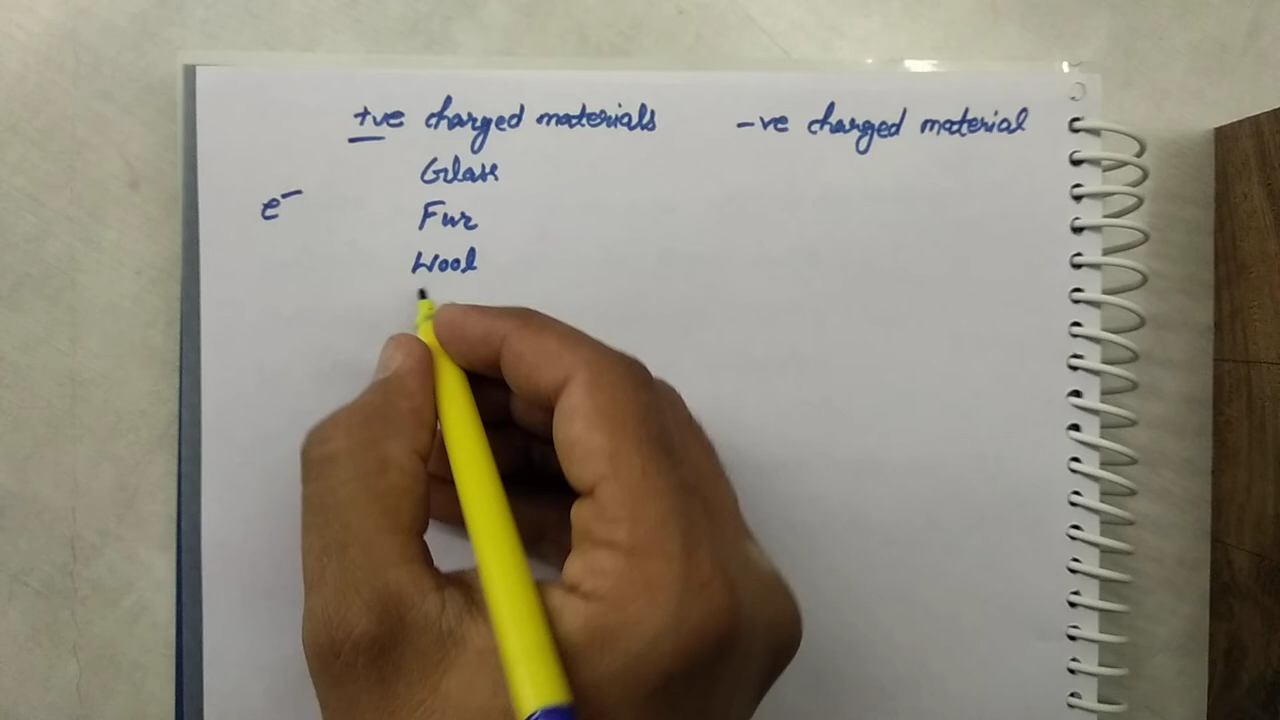 +ve charged materials -ve charged material
Glass
e⁻
Fur
Wool